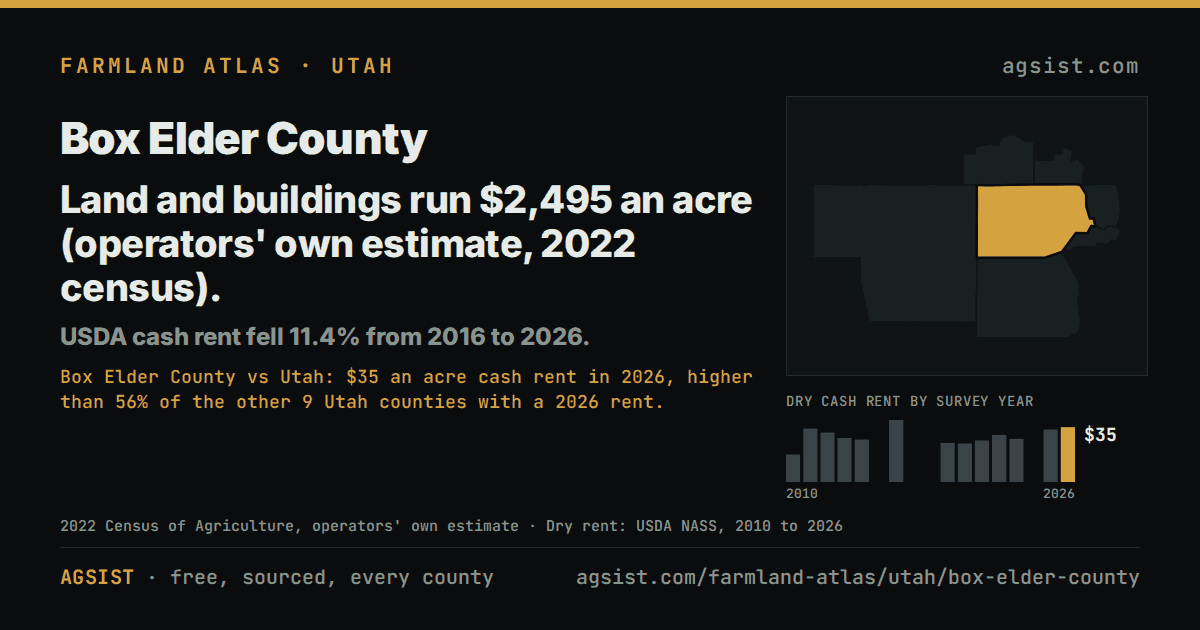 FARMLAND ATLAS · UTAH
agsist.com
Box Elder County
Land and buildings run $2,495 an acre
(operators' own estimate, 2022
census).
USDA cash rent fell 11.4% from 2016 to 2026.
Box Elder County vs Utah: $35 an acre cash rent in 2026, higher
than 56% of the other 9 Utah counties with a 2026 rent.
DRY CASH RENT BY SURVEY YEAR
$35
2010
2026
2022 Census of Agriculture, operators' own estimate · Dry rent: USDA NASS, 2010 to 2026
AGSIST · free, sourced, every county
agsist.com/farmland-atlas/utah/box-elder-county